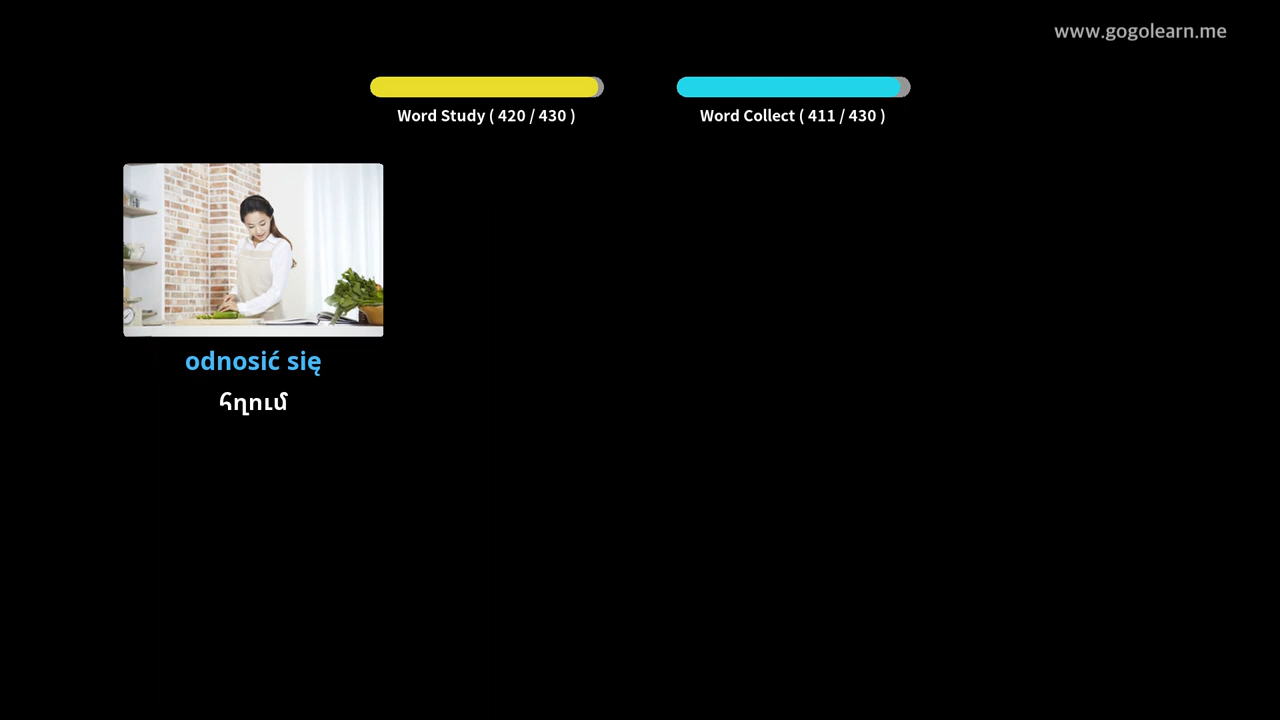 www.gogolearn.me
Word Study ( 420 / 430 )
Word Collect ( 411 / 430 )
odnosić się
հղում